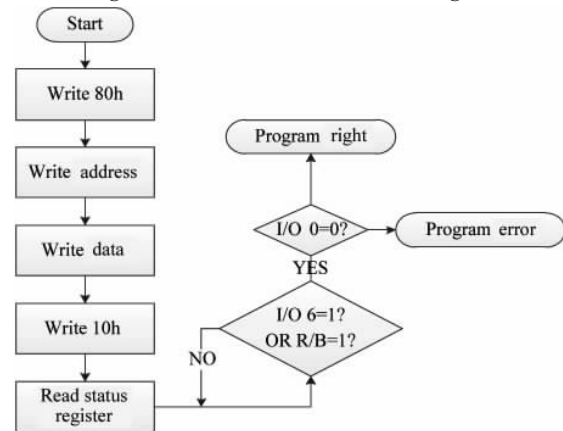 Start
Write 80h
Write address
Write data
Write 10h
Read status
register
Program right
I/O 0=0?
Program error
YES
I/O 6=1?
OR R/B=1?
NO